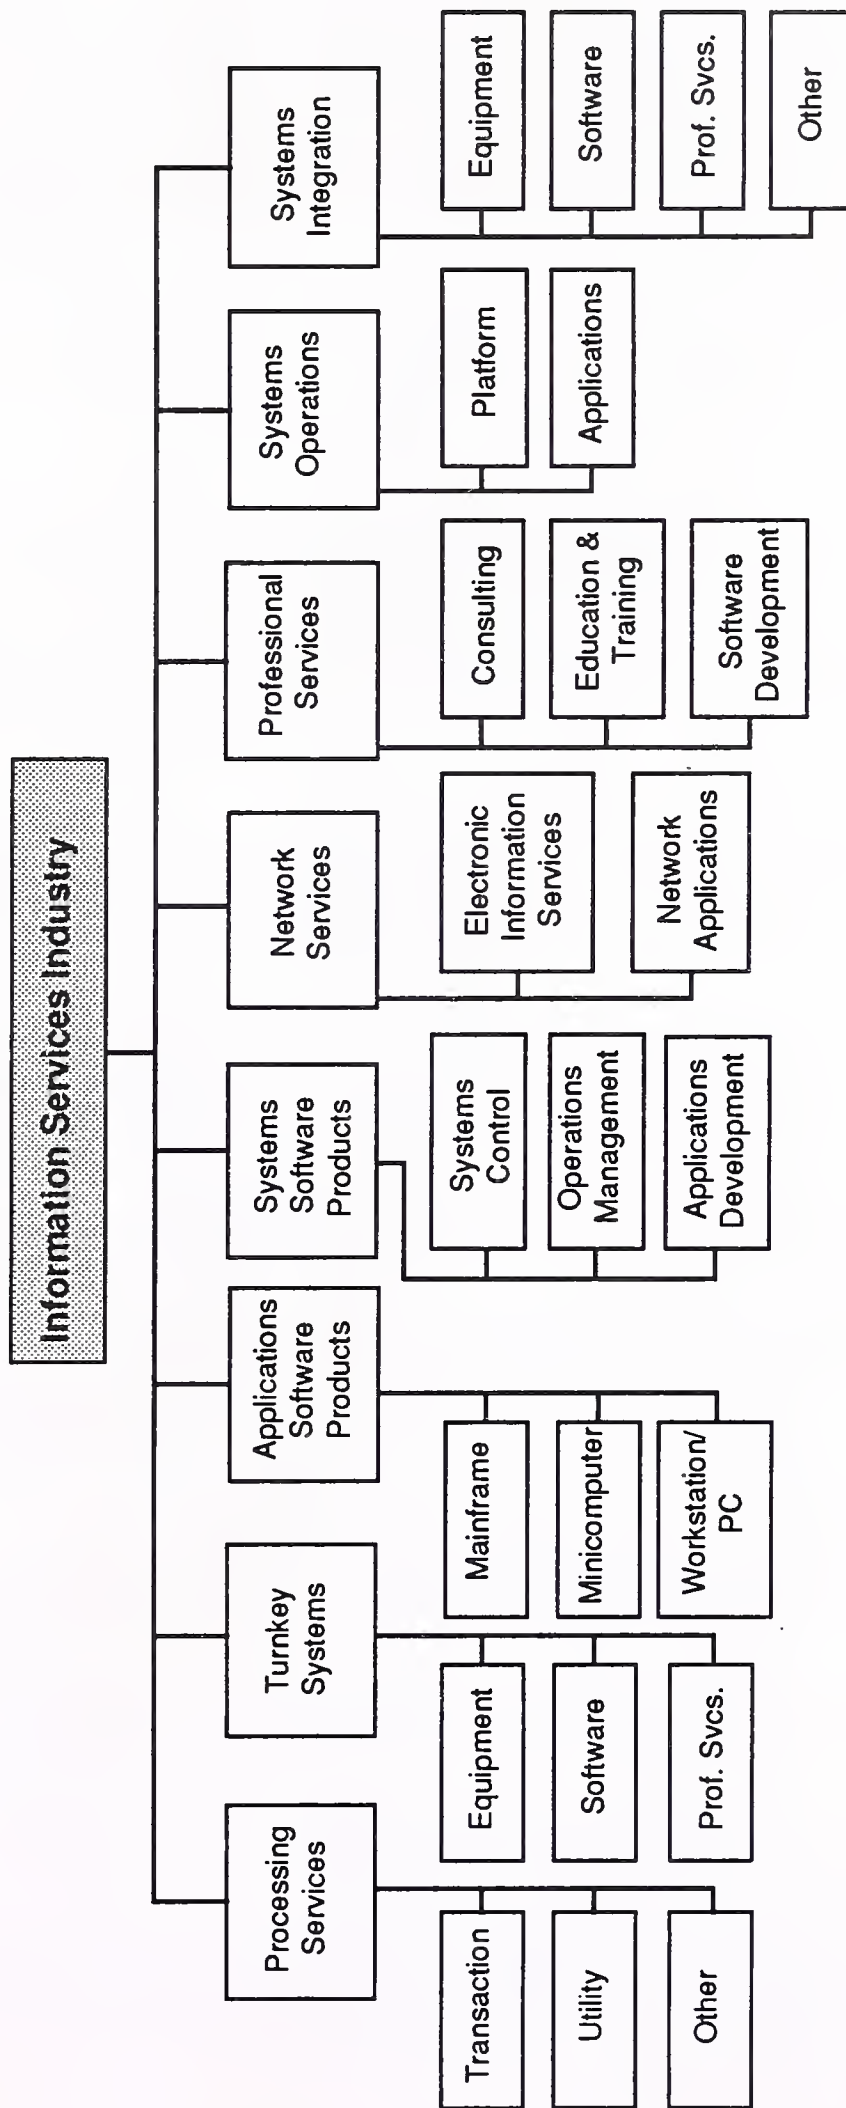 Information Services Industry
Processing
Services
Transaction
Utility
Other
Turnkey
Systems
Equipment
Software
Prof. Svcs.
Applications
Software
Products
Mainframe
Minicomputer
Workstation/
PC
Systems
Software
Products
Systems
Control
Operations
Management
Applications
Development
Network
Services
Electronic
Information
Services
Network
Applications
Professional
Services
Consulting
Education &
Training
Software
Development
Systems
Operations
Platform
Applications
Systems
Integration
Equipment
Software
Prof. Svcs.
Other